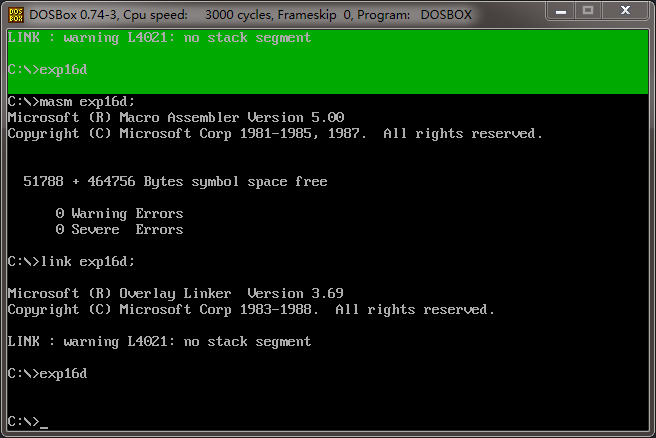 DOSBox 0.74-3, Cpu speed:    3000 cycles, Frameskip  0, Program:   DOSBOX
LINK : warning L4021: no stack segment
C:\>exp16d
C:\>masm exp16d;
Microsoft (R) Macro Assembler Version 5.00
Copyright (C) Microsoft Corp 1981-1985, 1987.  All rights reserved.
51788 + 464756 Bytes symbol space free
0 Warning Errors
0 Severe  Errors
C:\>link exp16d;
Microsoft (R) Overlay Linker  Version 3.69
Copyright (C) Microsoft Corp 1983-1988.  All rights reserved.
LINK : warning L4021: no stack segment
C:\>exp16d
C:\>_